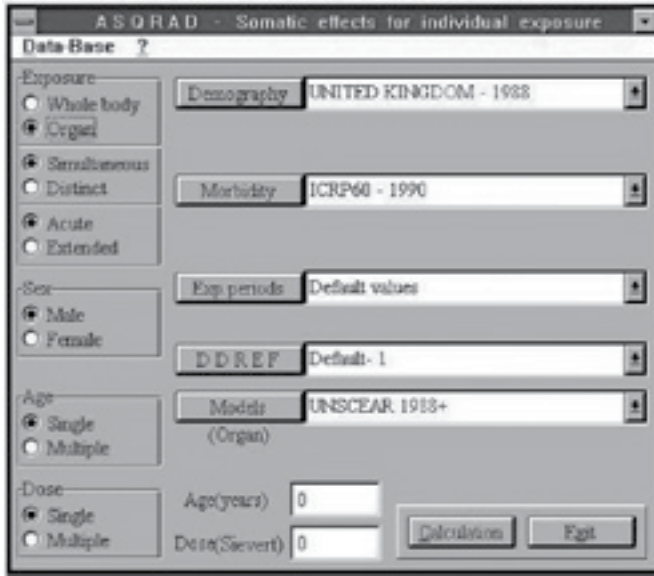 ASQRAD - Somatic effects for individual exposure
Data-Base ?
Exposure
Whole body
Organ
Simultaneous
Distinct
Acute
Extended
Sex
Male
Female
Age
Single
Multiple
Dose
Single
Multiple
Demography UNITED KINGDOM - 1988
Morbidity ICRP60 - 1990
Exp periods Default values
DDREF Default- 1
Models UNSCEAR 1988+
(Organ)
Age(years) 0
Dose(Sievert) 0
Calculation Exit